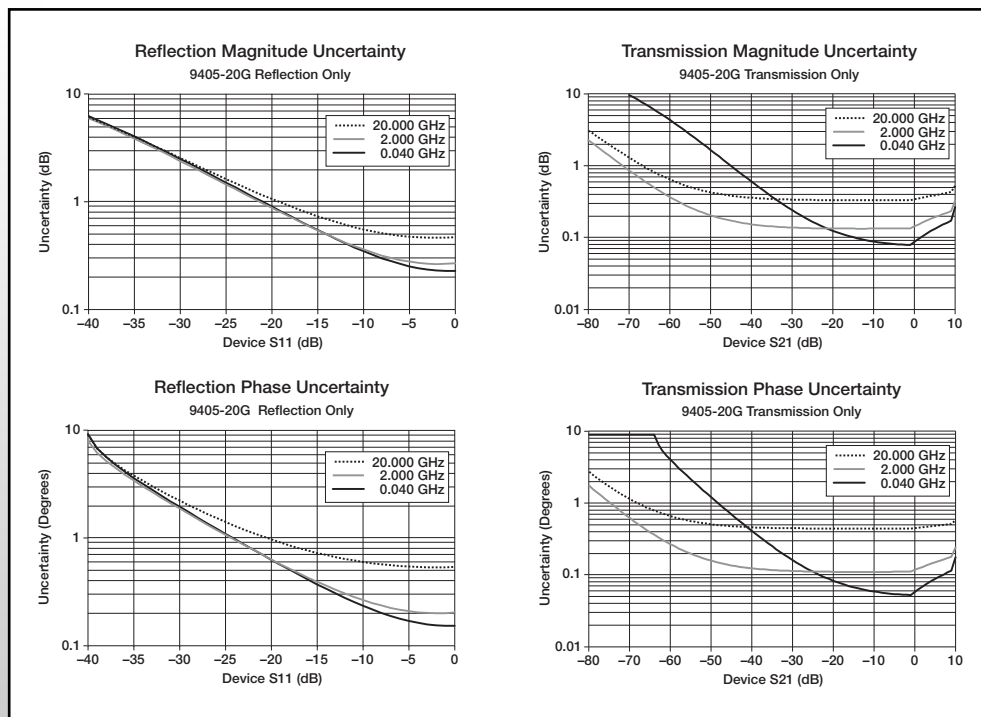 Reflection Magnitude Uncertainty
9405-20G Reflection Only
Uncertainty (dB)
10
1
0.1
20.000 GHz
2.000 GHz
0.040 GHz
–40 –35 –30 –25 –20 –15 –10 –5 0
Device S11 (dB)
Transmission Magnitude Uncertainty
9405-20G Transmission Only
Uncertainty (dB)
10
1
0.1
0.01
20.000 GHz
2.000 GHz
0.040 GHz
–80 –70 –60 –50 –40 –30 –20 –10 0 10
Device S21 (dB)
Reflection Phase Uncertainty
9405-20G Reflection Only
Uncertainty (Degrees)
10
1
0.1
20.000 GHz
2.000 GHz
0.040 GHz
–40 –35 –30 –25 –20 –15 –10 –5 0
Device S11 (dB)
Transmission Phase Uncertainty
9405-20G Transmission Only
Uncertainty (Degrees)
10
1
0.1
0.01
20.000 GHz
2.000 GHz
0.040 GHz
–80 –70 –60 –50 –40 –30 –20 –10 0 10
Device S21 (dB)